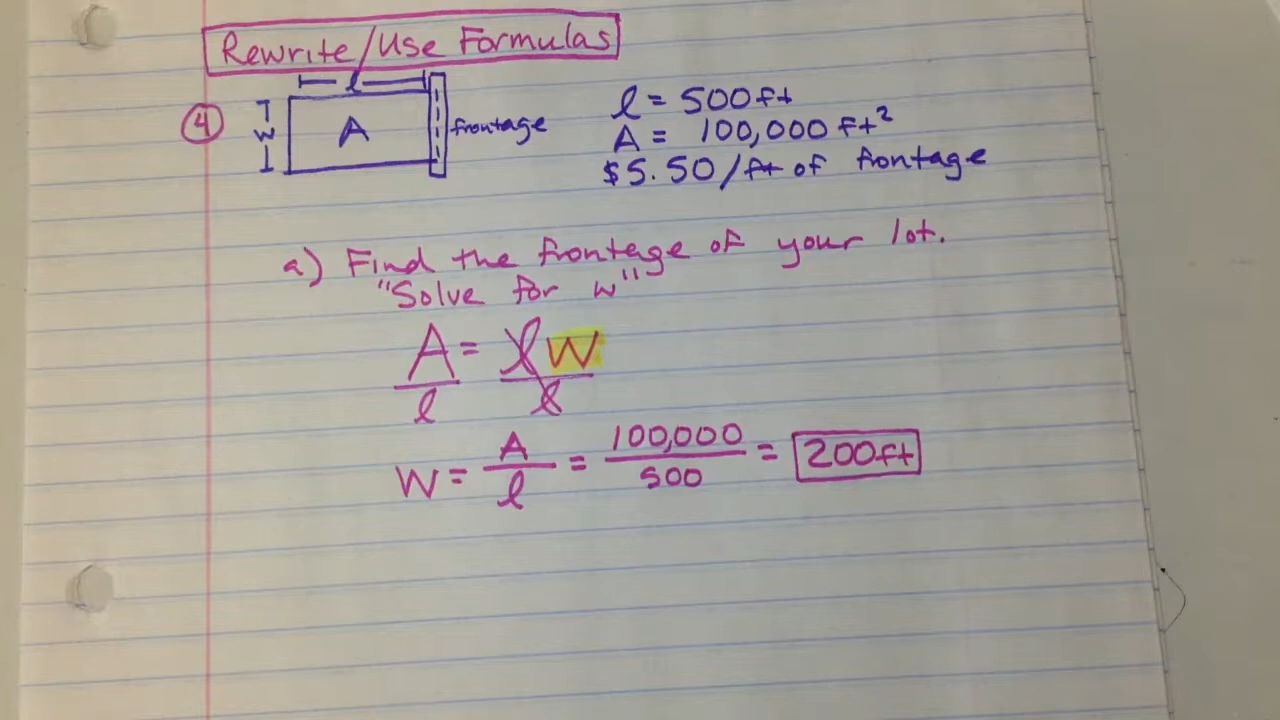 Rewrite/Use Formulas
l
④ W A frontage
l = 500ft
A = 100,000 ft²
$5.50/ft of frontage
a) Find the frontage of your lot.
"Solve for w"
A = lW
l l
W = A/l = 100,000/500 = 200ft